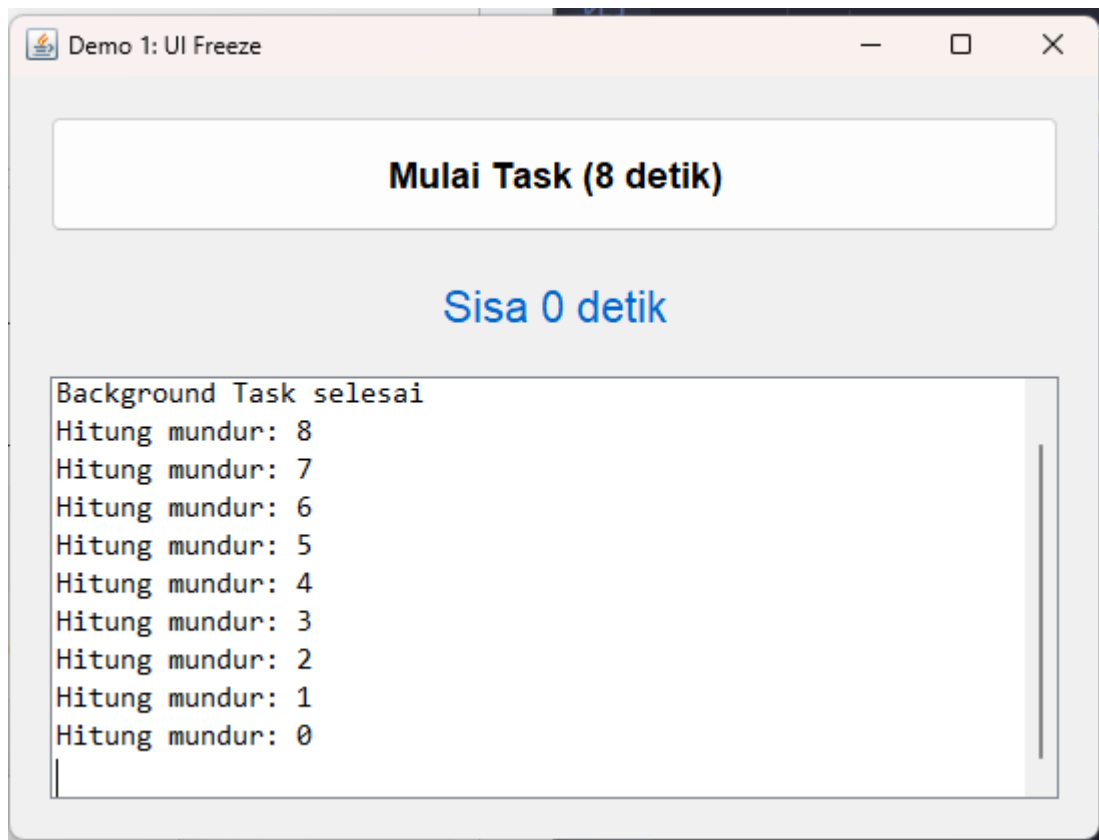 Demo 1: UI Freeze
Mulai Task (8 detik)
Sisa 0 detik
Background Task selesai
Hitung mundur: 8
Hitung mundur: 7
Hitung mundur: 6
Hitung mundur: 5
Hitung mundur: 4
Hitung mundur: 3
Hitung mundur: 2
Hitung mundur: 1
Hitung mundur: 0